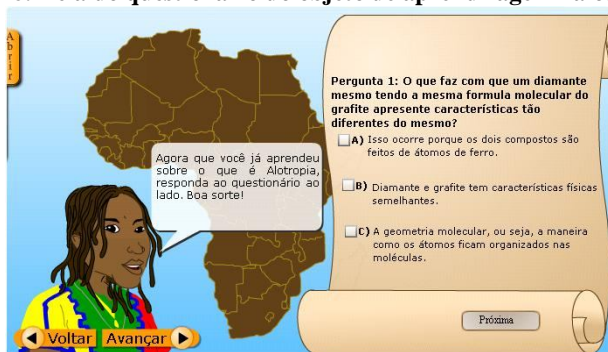 Abrir
Pergunta 1: O que faz com que um diamante
mesmo tendo a mesma formula molecular do
grafite apresente características tão
diferentes do mesmo?
A) Isso ocorre porque os dois compostos são
feitos de átomos de ferro.
B) Diamante e grafite tem características físicas
semelhantes.
C) A geometria molecular, ou seja, a maneira
como os átomos ficam organizados nas
moléculas.
Agora que você já aprendeu
sobre o que é Alotropia,
responda ao questionário ao
lado. Boa sorte!
Próxima
Voltar Avançar